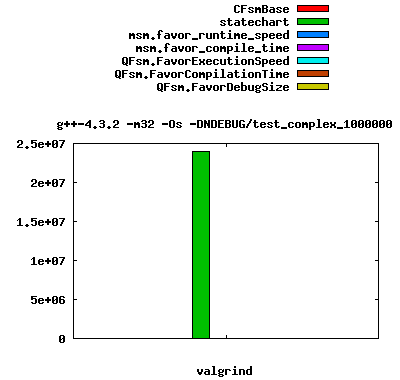 CFsmBase
statechart
msm.favor_runtime_speed
msm.favor_compile_time
QFsm.FavorExecutionSpeed
QFsm.FavorCompilationTime
QFsm.FavorDebugSize
g++-4.3.2 -m32 -Os -DNDEBUG/test_complex_1000000
2.5e+07
2e+07
1.5e+07
1e+07
5e+06
0
valgrind